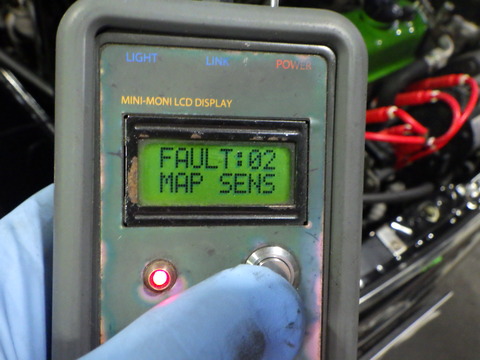 LIGHT LINK POWER
MINI-MONI LCD DISPLAY
FAULT:02
MAP SENS